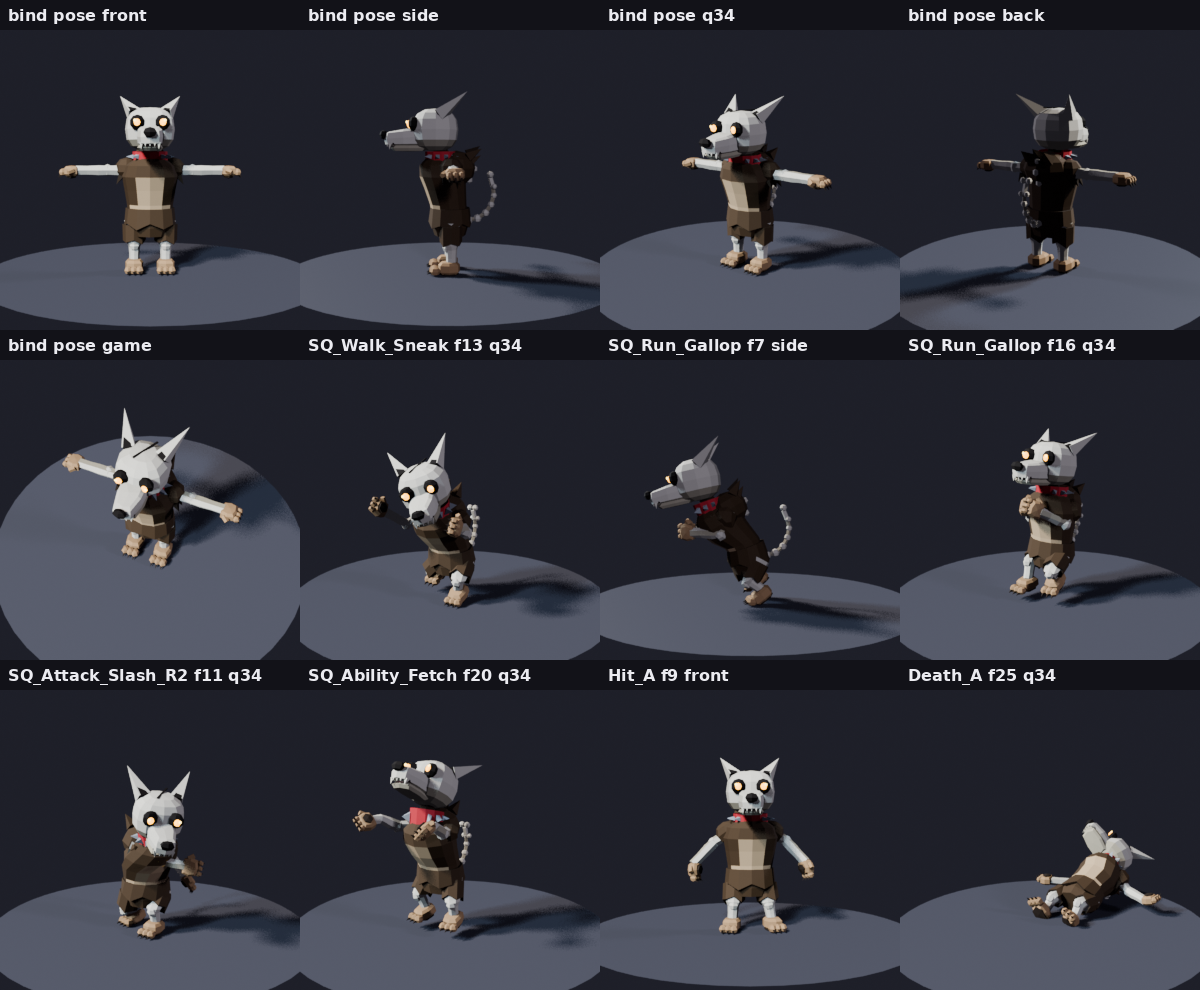 bind pose front
bind pose side
bind pose q34
bind pose back
bind pose game
SQ_Walk_Sneak f13 q34
SQ_Run_Gallop f7 side
SQ_Run_Gallop f16 q34
SQ_Attack_Slash_R2 f11 q34
SQ_Ability_Fetch f20 q34
Hit_A f9 front
Death_A f25 q34